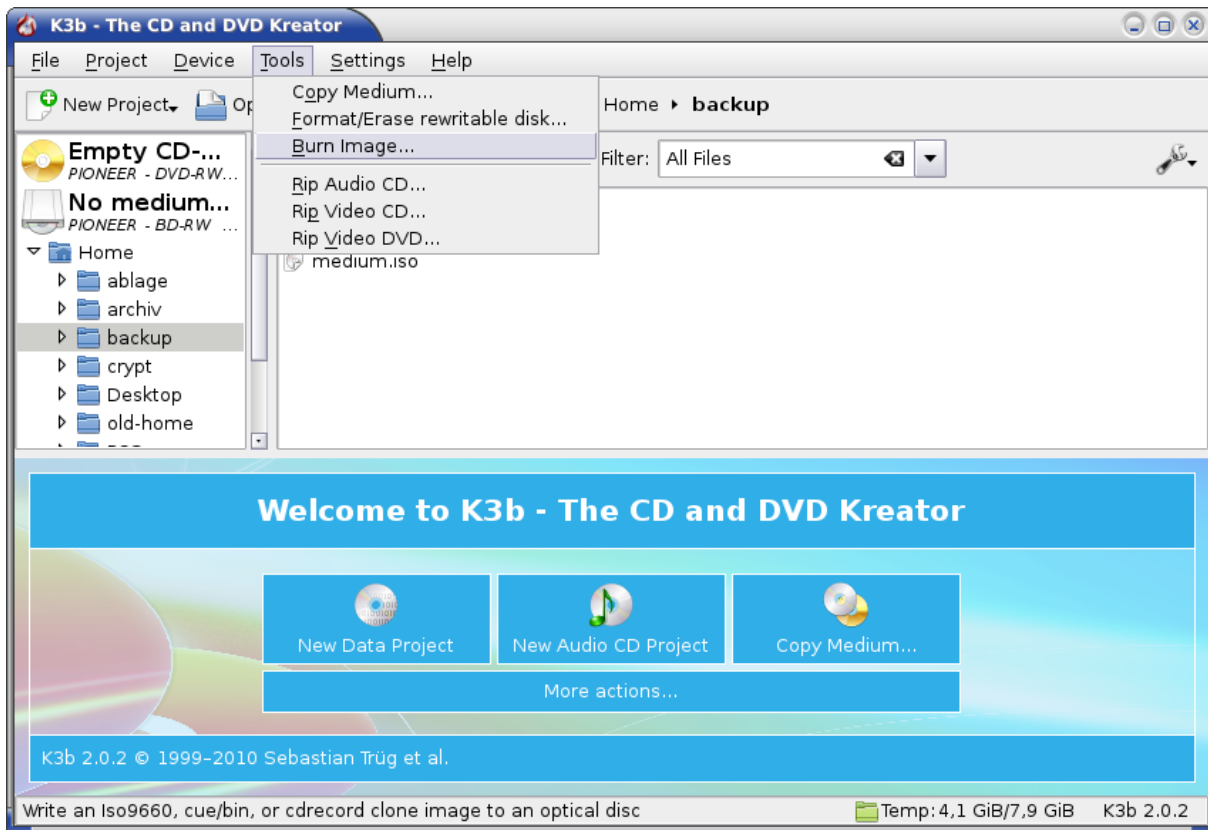 K3b - The CD and DVD Kreator
File Project Device Tools Settings Help
New Project Op
Home backup
Copy Medium...
Format/Erase rewritable disk...
Burn Image...
Rip Audio CD...
Rip Video CD...
Rip Video DVD...
Filter: All Files
Empty CD-...
PIONEER - DVD-RW...
No medium...
PIONEER - BD-RW ...
Home
ablage
archiv
backup
crypt
Desktop
old-home
medium.iso
Welcome to K3b - The CD and DVD Kreator
New Data Project New Audio CD Project Copy Medium...
More actions...
K3b 2.0.2 © 1999–2010 Sebastian Trüg et al.
Write an Iso9660, cue/bin, or cdrecord clone image to an optical disc Temp: 4,1 GiB/7,9 GiB K3b 2.0.2